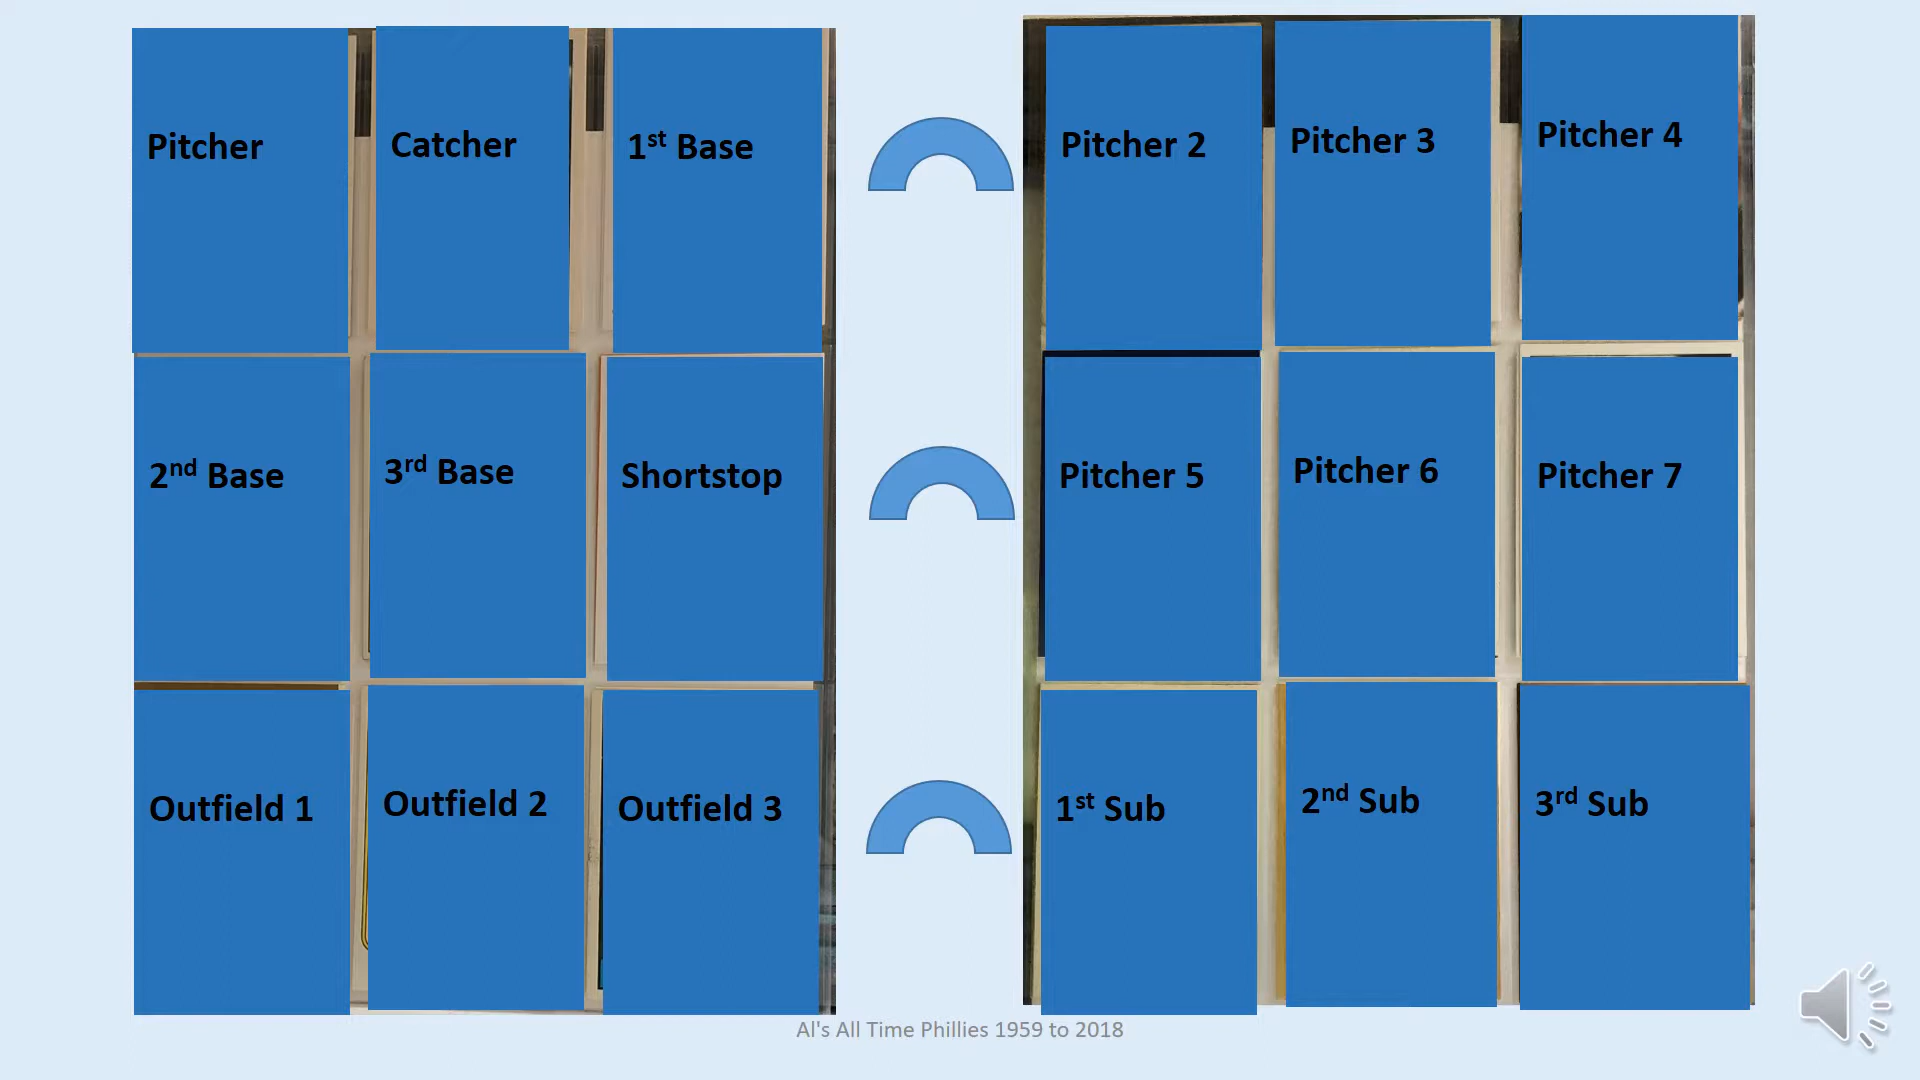 Pitcher
Catcher
1st Base
2nd Base
3rd Base
Shortstop
Outfield 1
Outfield 2
Outfield 3
Pitcher 2
Pitcher 3
Pitcher 4
Pitcher 5
Pitcher 6
Pitcher 7
1st Sub
2nd Sub
3rd Sub
Al's All Time Phillies 1959 to 2018